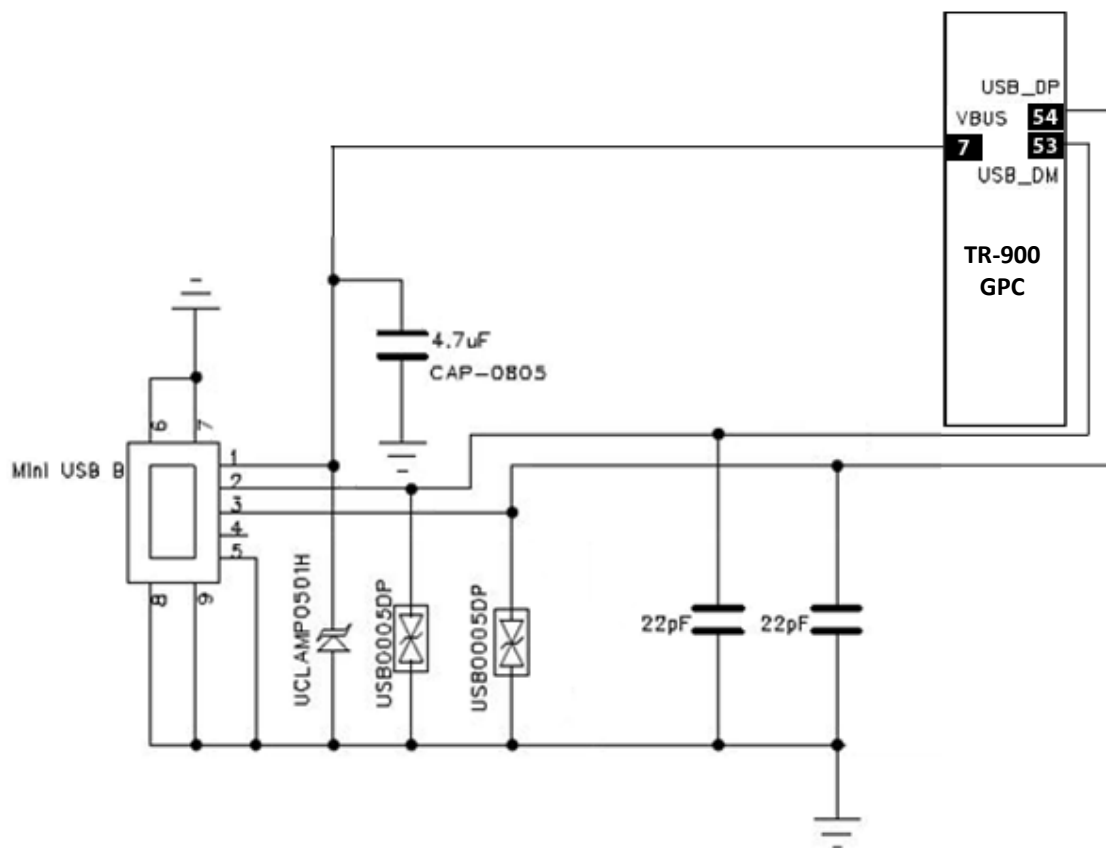 USB_DP
VBUS 54
7 53
USB_DM
TR-900
GPC
4.7uF
CAP-0805
6 7
Mini USB B
1
2
3
4
5
8 9
UCLAMP0501H
USB0005DP
USB0005DP
22pF 22pF